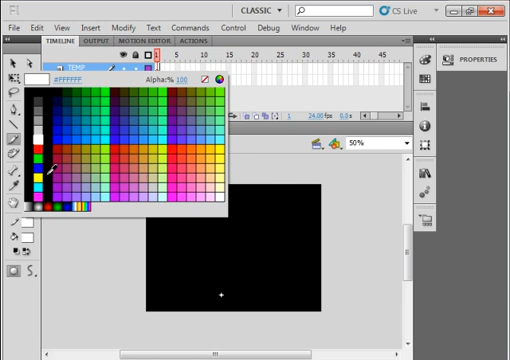 Fl CLASSIC CS Live
File Edit View Insert Modify Text Commands Control Debug Window Help
TIMELINE OUTPUT MOTION EDITOR ACTIONS
PROPERTIES
1 5 10 15 20 25 30 35 40 45
TEMP
#FFFFFF Alpha:% 100
1 24.00fps 0.0s
50%